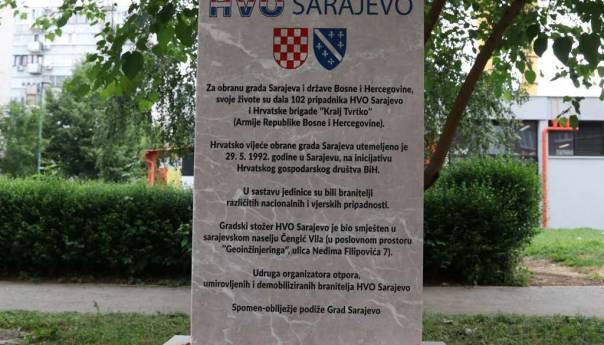 HVO SARAJEVO
Za obranu grada Sarajeva i države Bosne i Hercegovine,
svoje živote su dala 102 pripadnika HVO Sarajevo
i Hrvatske brigade "Kralj Tvrtko"
(Armije Republike Bosne i Hercegovine).
Hrvatsko vijeće obrane grada Sarajeva utemeljeno je
29. 5. 1992. godine u Sarajevu, na inicijativu
Hrvatskog gospodarskog društva BiH.
U sastavu jedinice su bili branitelji
različitih nacionalnih i vjerskih pripadnosti.
Gradski stožer HVO Sarajevo je bio smješten u
sarajevskom naselju Čengić Vila (u poslovnom prostoru
"Geoinžinjeringa", ulica Nedima Filipovića 7).
Udruga organizatora otpora,
umirovljenih i demobiliziranih branitelja HVO Sarajevo
Spomen-obilježje podiže Grad Sarajevo